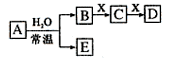 A H₂O 常温 B X C X D
E